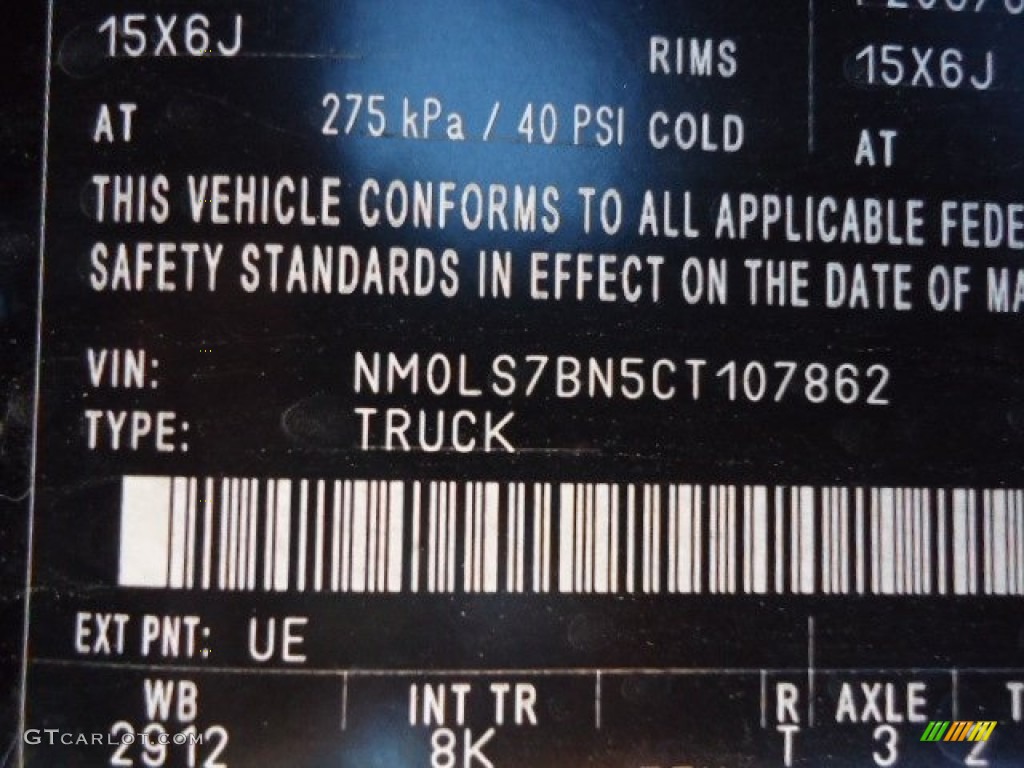 15X6J
RIMS 15X6J
AT 275 kPa / 40 PSI COLD AT
THIS VEHICLE CONFORMS TO ALL APPLICABLE FEDE
SAFETY STANDARDS IN EFFECT ON THE DATE OF MA
VIN: NM0LS7BN5CT107862
TYPE: TRUCK
EXT PNT: UE
WB INT TR R AXLE T
2912 8K T 3 2
GTCARLOT.COM